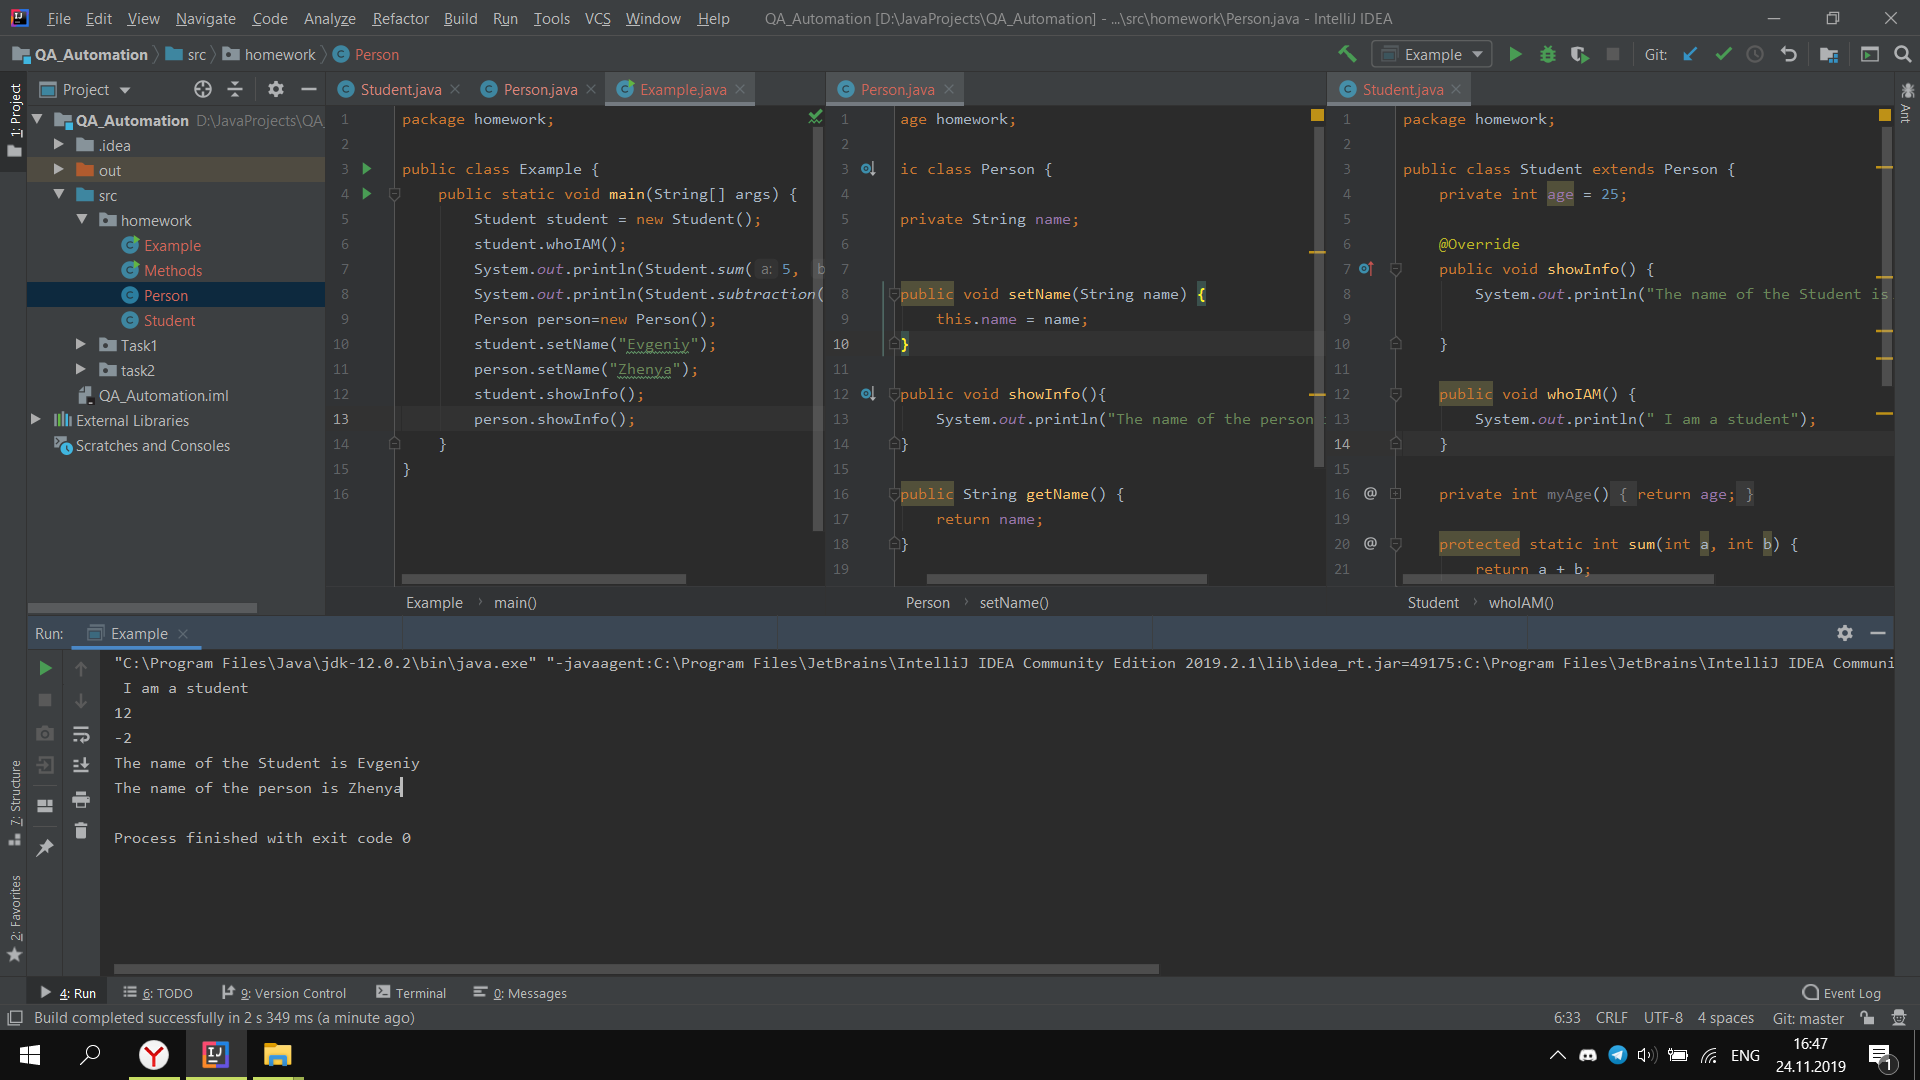 File Edit View Navigate Code Analyze Refactor Build Run Tools VCS Window Help QA_Automation [D:\JavaProjects\QA_Automation] - ...\src\homework\Person.java - IntelliJ IDEA
QA_Automation src homework Person Example Git:
1: Project
Project
QA_Automation D:\JavaProjects\QA_
.idea
out
src
homework
Example
Methods
Person
Student
Task1
task2
QA_Automation.iml
External Libraries
Scratches and Consoles
Student.java Person.java Example.java
1 package homework;
2
3 public class Example {
4 public static void main(String[] args) {
5 Student student = new Student();
6 student.whoIAM();
7 System.out.println(Student.sum( a: 5, b
8 System.out.println(Student.subtraction(
9 Person person=new Person();
10 student.setName("Evgeniy");
11 person.setName("Zhenya");
12 student.showInfo();
13 person.showInfo();
14 }
15 }
16
Example main()
Person.java
1 age homework;
2
3 ic class Person {
4
5 private String name;
6
7
8 public void setName(String name) {
9 this.name = name;
10 }
11
12 public void showInfo(){
13 System.out.println("The name of the person
14 }
15
16 public String getName() {
17 return name;
18 }
19
Person setName()
Student.java
1 package homework;
2
3 public class Student extends Person {
4 private int age = 25;
5
6 @Override
7 public void showInfo() {
8 System.out.println("The name of the Student is
9
10 }
11
12 public void whoIAM() {
13 System.out.println(" I am a student");
14 }
15
16 @ private int myAge() { return age; }
19
20 @ protected static int sum(int a, int b) {
21 return a + b;
Student whoIAM()
Ant
Run: Example
"C:\Program Files\Java\jdk-12.0.2\bin\java.exe" "-javaagent:C:\Program Files\JetBrains\IntelliJ IDEA Community Edition 2019.2.1\lib\idea_rt.jar=49175:C:\Program Files\JetBrains\IntelliJ IDEA Communi
I am a student
12
-2
The name of the Student is Evgeniy
The name of the person is Zhenya
Process finished with exit code 0
7: Structure
2: Favorites
4: Run 6: TODO 9: Version Control Terminal 0: Messages Event Log
Build completed successfully in 2 s 349 ms (a minute ago) 6:33 CRLF UTF-8 4 spaces Git: master
ENG 16:47
24.11.2019
1